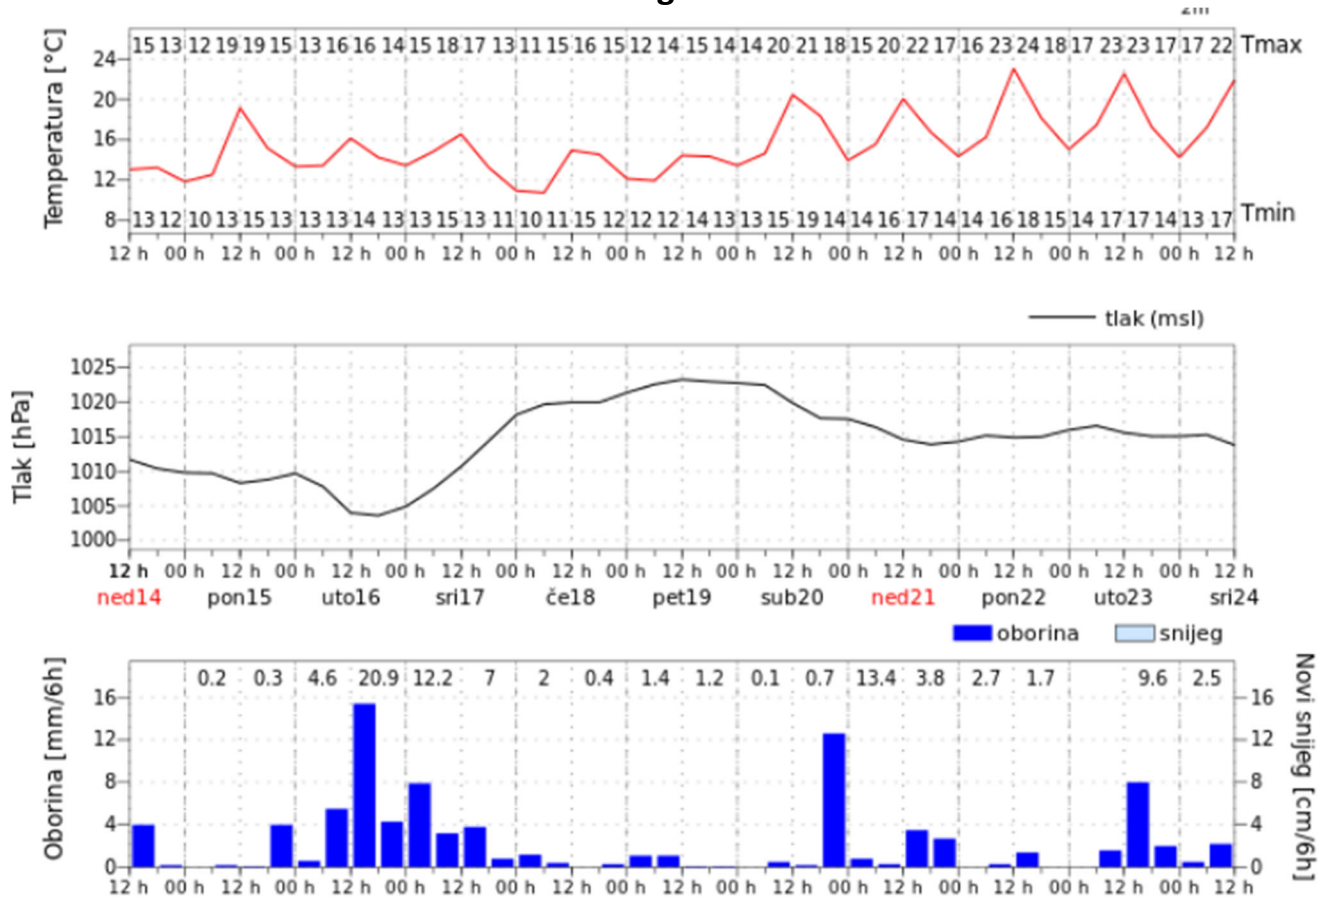 2m
15 13 12 19 19 15 13 16 16 14 15 18 17 13 11 15 16 15 12 14 15 14 14 20 21 18 15 20 22 17 16 23 24 18 17 23 23 17 17 22 Tmax
Temperatura [°C]
24
20
16
12
8
13 12 10 13 15 13 13 13 14 13 13 15 13 11 10 11 15 12 12 12 14 13 13 15 19 14 14 16 17 14 14 16 18 15 14 17 17 14 13 17 Tmin
12 h 00 h 12 h 00 h 12 h 00 h 12 h 00 h 12 h 00 h 12 h 00 h 12 h 00 h 12 h 00 h 12 h 00 h 12 h 00 h 12 h
tlak (msl)
Tlak [hPa]
1025
1020
1015
1010
1005
1000
12 h 00 h 12 h 00 h 12 h 00 h 12 h 00 h 12 h 00 h 12 h 00 h 12 h 00 h 12 h 00 h 12 h 00 h 12 h 00 h 12 h
ned14 pon15 uto16 sri17 če18 pet19 sub20 ned21 pon22 uto23 sri24
oborina snijeg
0.2 0.3 4.6 20.9 12.2 7 2 0.4 1.4 1.2 0.1 0.7 13.4 3.8 2.7 1.7 9.6 2.5
Oborina [mm/6h]
16 16
12 12
8 8
4 4
0 0
Novi snijeg [cm/6h]
12 h 00 h 12 h 00 h 12 h 00 h 12 h 00 h 12 h 00 h 12 h 00 h 12 h 00 h 12 h 00 h 12 h 00 h 12 h 00 h 12 h